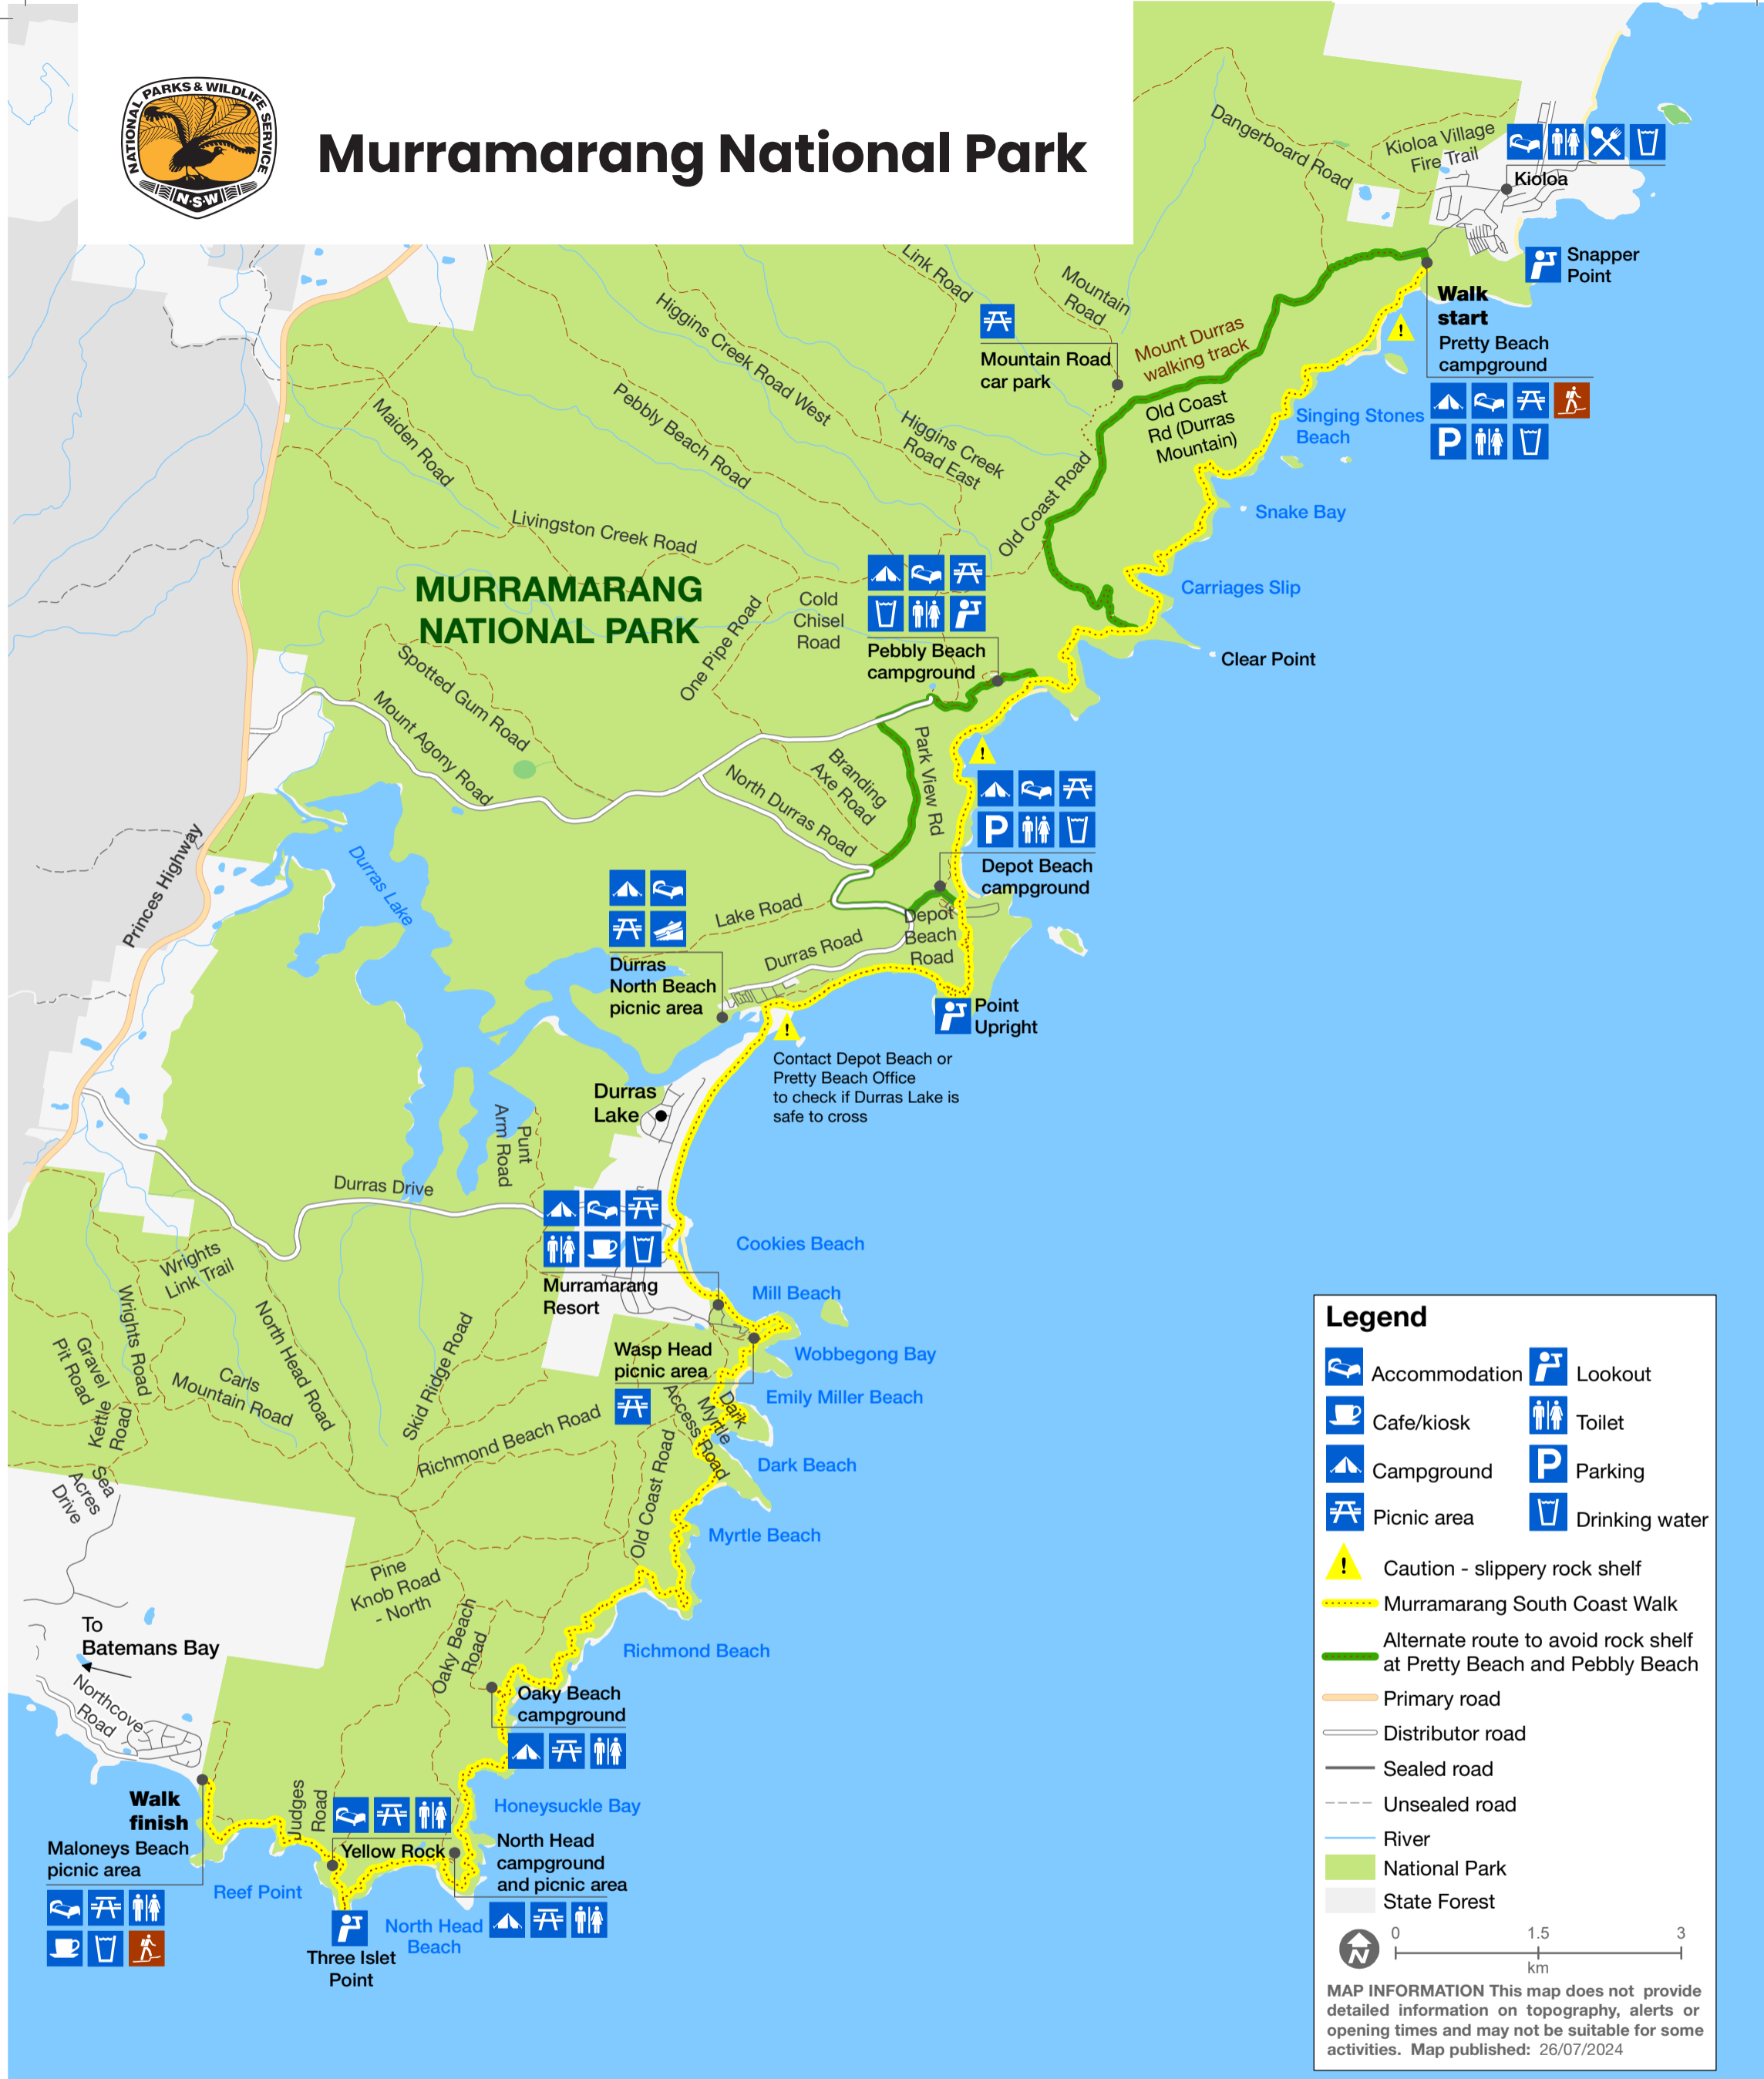 NATIONAL PARKS & WILDLIFE SERVICE
N·S·W
Murramarang National Park
Dangerboard Road
Kioloa Village
Fire Trail
Kioloa
Snapper
Point
Link Road
Mountain
Road
Walk
start
Pretty Beach
campground
P
!
Mountain Road
car park
Mount Durras
walking track
Old Coast
Rd (Durras
Mountain)
Higgins Creek Road West
Pebbly Beach Road
Higgins Creek
Road East
Maiden Road
Singing Stones
Beach
Old Coast Road
Snake Bay
Livingston Creek Road
MURRAMARANG
NATIONAL PARK
Cold
Chisel
Road
One Pipe Road
Carriages Slip
Pebbly Beach
campground
Clear Point
Spotted Gum Road
Mount Agony Road
Park View Rd
Branding
Axe Road
North Durras Road
!
P
Depot Beach
campground
Princes Highway
Durras Lake
Lake Road
Durras Road
Depot
Beach
Road
Durras
North Beach
picnic area
Point
Upright
!
Contact Depot Beach or
Pretty Beach Office
to check if Durras Lake is
safe to cross
Durras
Lake
Punt
Arm Road
Durras Drive
Cookies Beach
Murramarang
Resort
Mill Beach
Wrights
Link Trail
Wrights Road
North Head Road
Gravel
Pit Road
Kettle
Road
Carls
Mountain Road
Skid Ridge Road
Wasp Head
picnic area
Wobbegong Bay
Emily Miller Beach
Dark
Myrtle
Access Road
Richmond Beach Road
Old Coast Road
Dark Beach
Sea
Acres
Drive
Myrtle Beach
Pine
Knob Road
- North
Oaky Beach
Road
To
Batemans Bay
Northcove
Road
Richmond Beach
Oaky Beach
campground
Walk
finish
Maloneys Beach
picnic area
Judges
Road
Honeysuckle Bay
Yellow Rock
North Head
campground
and picnic area
Reef Point
North Head
Beach
Three Islet
Point
Legend
Accommodation
Lookout
Cafe/kiosk
Toilet
Campground
P
Parking
Picnic area
Drinking water
!
Caution - slippery rock shelf
Murramarang South Coast Walk
Alternate route to avoid rock shelf
at Pretty Beach and Pebbly Beach
Primary road
Distributor road
Sealed road
Unsealed road
River
National Park
State Forest
N
0 1.5 3
km
MAP INFORMATION This map does not provide
detailed information on topography, alerts or
opening times and may not be suitable for some
activities. Map published: 26/07/2024